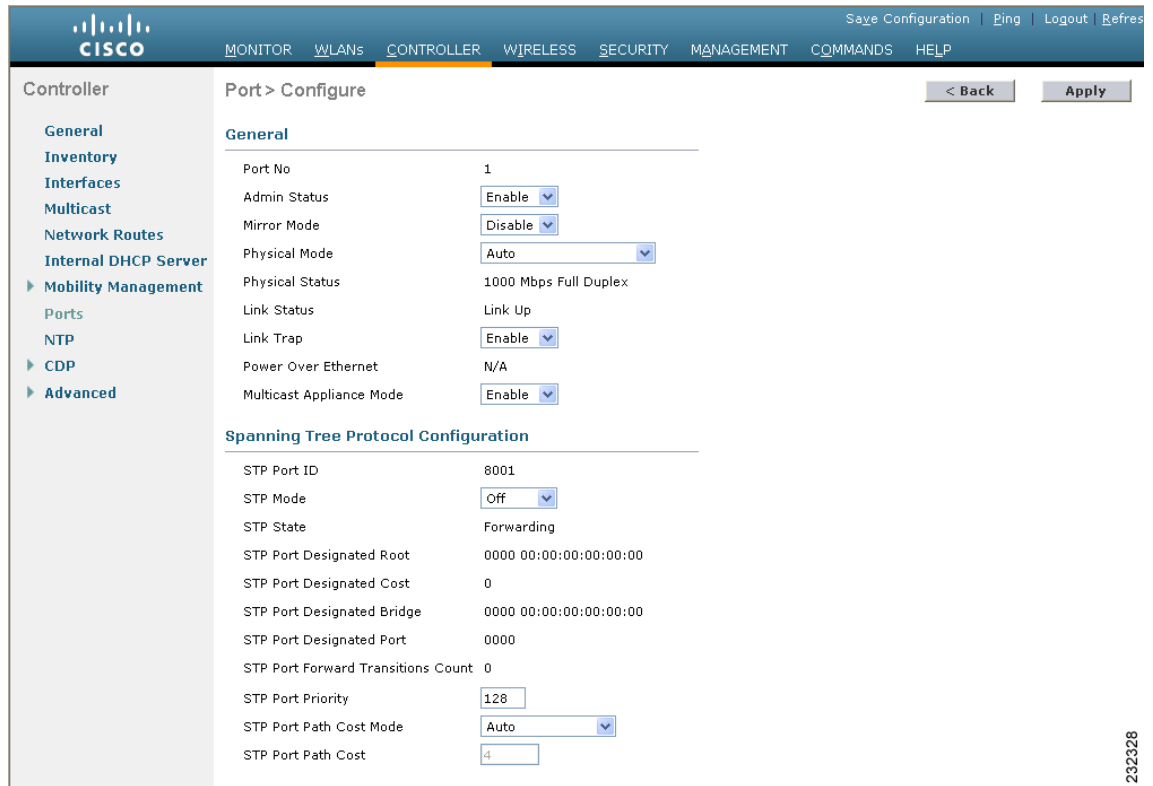 Save Configuration | Ping | Logout | Refres
CISCO
MONITOR WLANs CONTROLLER WIRELESS SECURITY MANAGEMENT COMMANDS HELP
Controller
General
Inventory
Interfaces
Multicast
Network Routes
Internal DHCP Server
Mobility Management
Ports
NTP
CDP
Advanced
Port > Configure
< Back
Apply
General
Port No 1
Admin Status Enable
Mirror Mode Disable
Physical Mode Auto
Physical Status 1000 Mbps Full Duplex
Link Status Link Up
Link Trap Enable
Power Over Ethernet N/A
Multicast Appliance Mode Enable
Spanning Tree Protocol Configuration
STP Port ID 8001
STP Mode Off
STP State Forwarding
STP Port Designated Root 0000 00:00:00:00:00:00
STP Port Designated Cost 0
STP Port Designated Bridge 0000 00:00:00:00:00:00
STP Port Designated Port 0000
STP Port Forward Transitions Count 0
STP Port Priority 128
STP Port Path Cost Mode Auto
STP Port Path Cost 4
232328